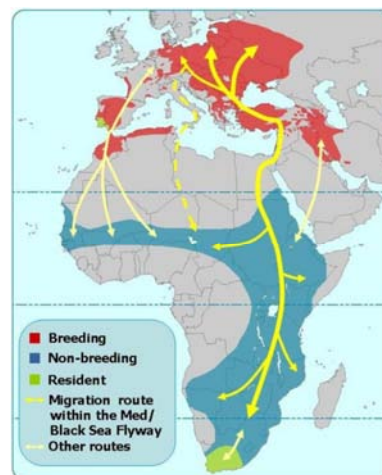 Breeding
Non-breeding
Resident
Migration route
within the Med/
Black Sea Flyway
Other routes